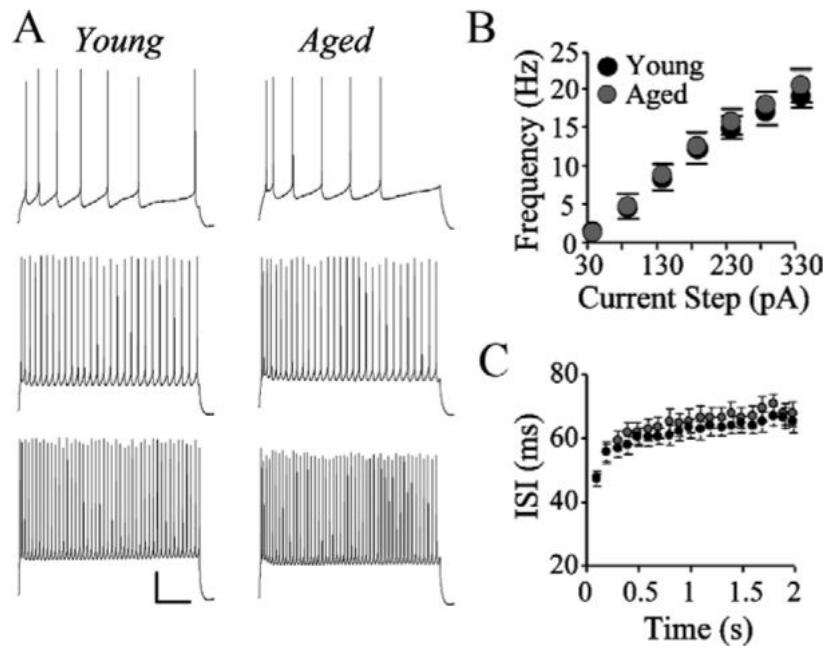 A
Young
Aged
B
25
20
15
10
5
0
Frequency (Hz)
Young
Aged
30
130
230
330
Current Step (pA)
C
80
60
40
20
ISI (ms)
0
0.5
1
1.5
2
Time (s)